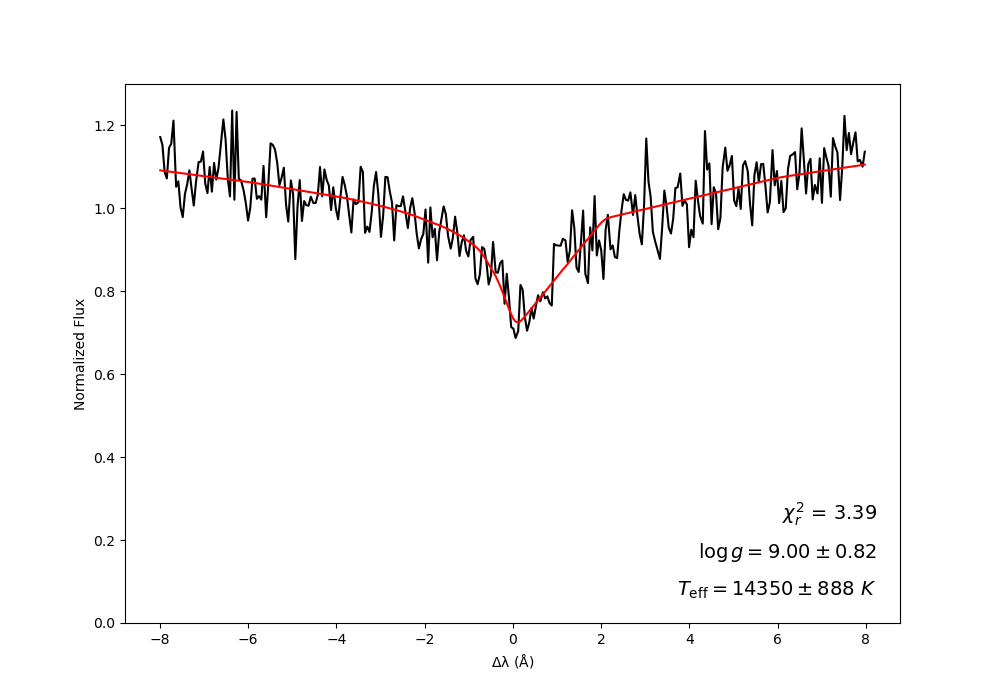 Normalized Flux
1.2
1.0
0.8
0.6
0.4
0.2
0.0
χ²ᵣ = 3.39
log g = 9.00 ± 0.82
T_eff = 14350 ± 888 K
−8 −6 −4 −2 0 2 4 6 8
Δλ (Å)